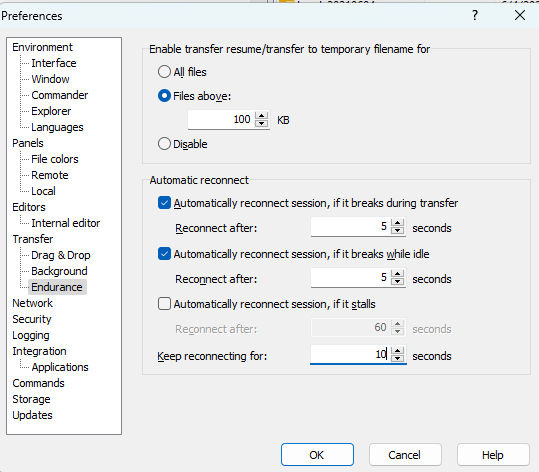 Preferences
?
Environment
Interface
Window
Commander
Explorer
Languages
Panels
File colors
Remote
Local
Editors
Internal editor
Transfer
Drag & Drop
Background
Endurance
Network
Security
Logging
Integration
Applications
Commands
Storage
Updates
Enable transfer resume/transfer to temporary filename for
All files
Files above:
100 KB
Disable
Automatic reconnect
Automatically reconnect session, if it breaks during transfer
Reconnect after: 5 seconds
Automatically reconnect session, if it breaks while idle
Reconnect after: 5 seconds
Automatically reconnect session, if it stalls
Reconnect after: 60 seconds
Keep reconnecting for: 10 seconds
OK Cancel Help